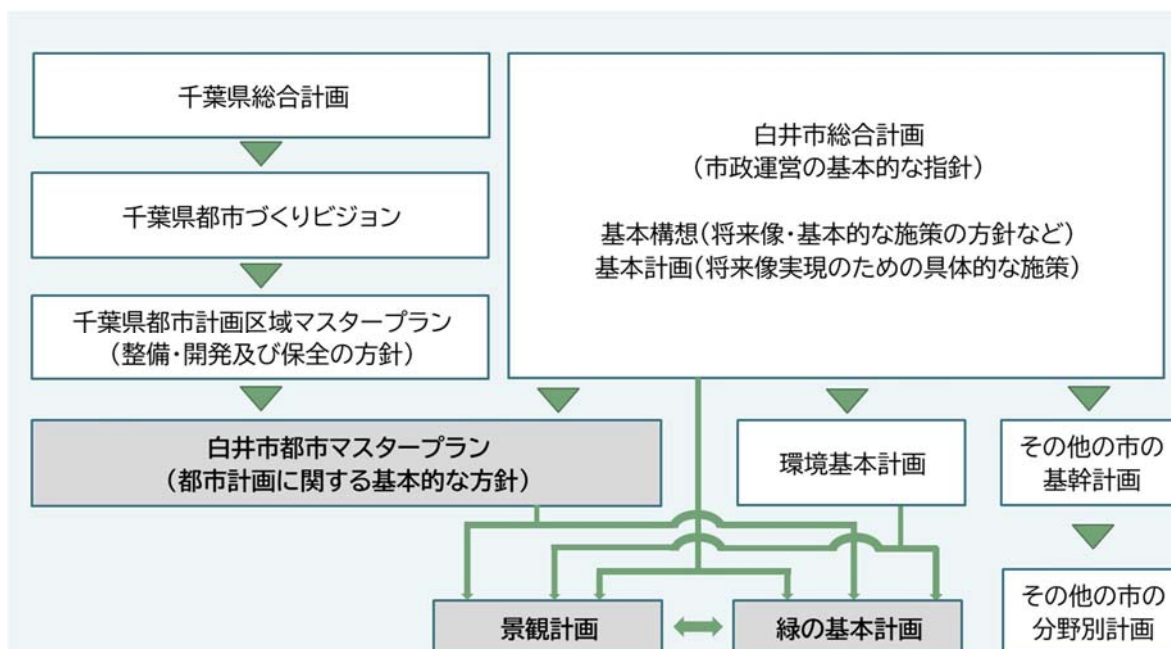 千葉県総合計画
千葉県都市づくりビジョン
千葉県都市計画区域マスタープラン
（整備・開発及び保全の方針）
白井市総合計画
（市政運営の基本的な指針）
基本構想（将来像・基本的な施策の方針など）
基本計画（将来像実現のための具体的な施策）
白井市都市マスタープラン
（都市計画に関する基本的な方針）
環境基本計画
その他の市の
基幹計画
景観計画
緑の基本計画
その他の市の
分野別計画